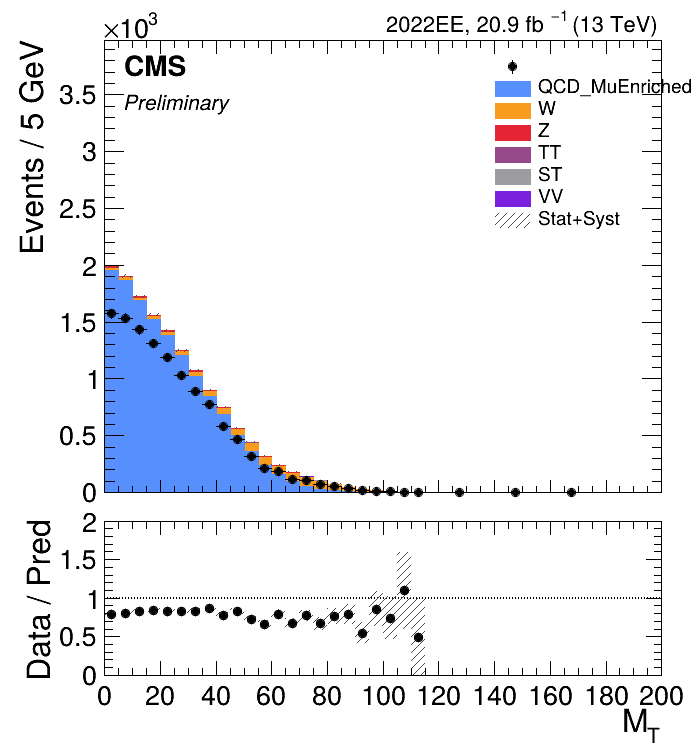 ×10³
2022EE, 20.9 fb ⁻¹ (13 TeV)
CMS
Preliminary
QCD_MuEnriched
W
Z
TT
ST
VV
Stat+Syst
Events / 5 GeV
3.5
3
2.5
2
1.5
1
0.5
0
Data / Pred
2
1.5
1
0.5
0
0 20 40 60 80 100 120 140 160 180 200
M_T